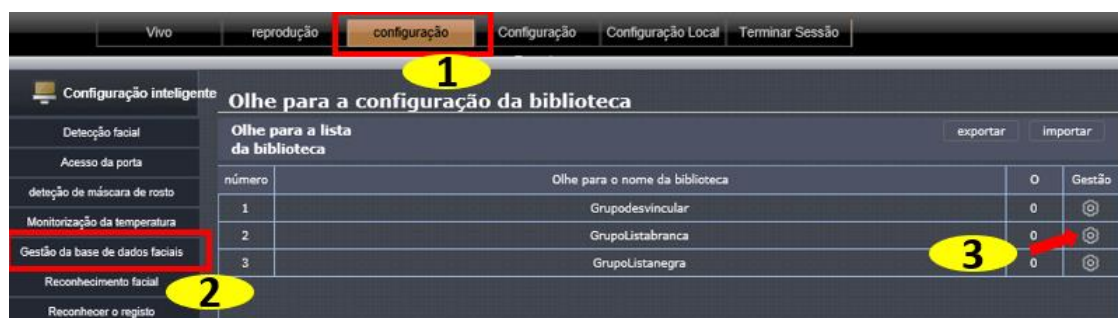 Vivo reprodução configuração Configuração Configuração Local Terminar Sessão
1
Configuração inteligente
Olhe para a configuração da biblioteca
Detecção facial
Olhe para a lista
da biblioteca
exportar importar
Acesso da porta
número Olhe para o nome da biblioteca O Gestão
deteção de máscara de rosto
1 Grupodesvincular 0
Monitorização da temperatura
2 GrupoListabranca 0
Gestão da base de dados faciais
3
3 GrupoListanegra 0
Reconhecimento facial
2
Reconhecer o registo